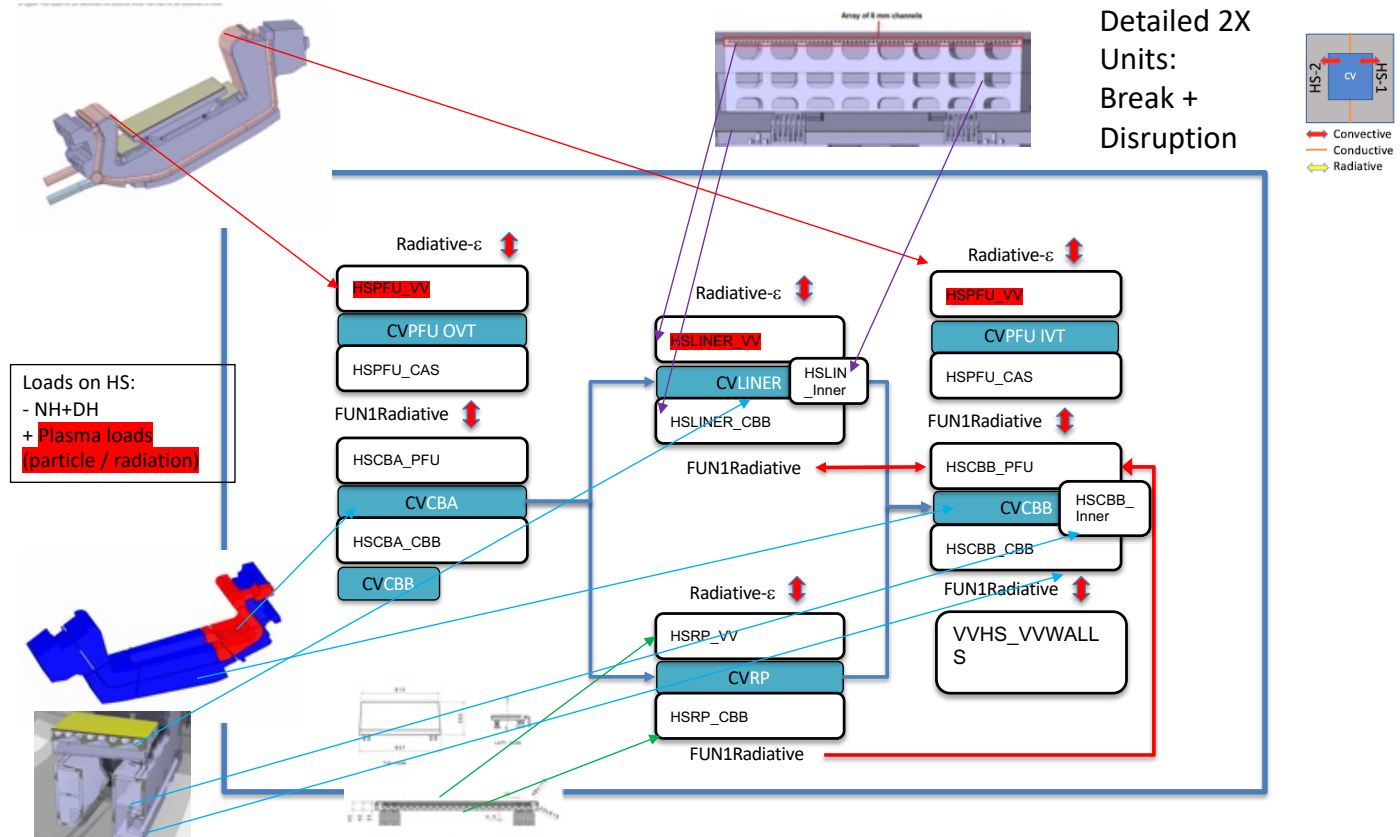 Array of 8 mm channels
Detailed 2X
Units:
Break +
Disruption
HS-2
CV
HS-1
Convective
Conductive
Radiative
Radiative-ε
HSPFU_VV
CVPFU OVT
HSPFU_CAS
FUN1Radiative
HSCBA_PFU
CVCBA
HSCBA_CBB
CVCBB
Radiative-ε
HSLINER_VV
CVLINER
HSLIN
_Inner
HSLINER_CBB
FUN1Radiative
Radiative-ε
HSRP_VV
CVRP
HSRP_CBB
FUN1Radiative
Radiative-ε
HSPFU_VV
CVPFU IVT
HSPFU_CAS
FUN1Radiative
HSCBB_PFU
CVCBB
HSCBB_
Inner
HSCBB_CBB
FUN1Radiative
VVHS_VVWALL
S
Loads on HS:
- NH+DH
+ Plasma loads
(particle / radiation)